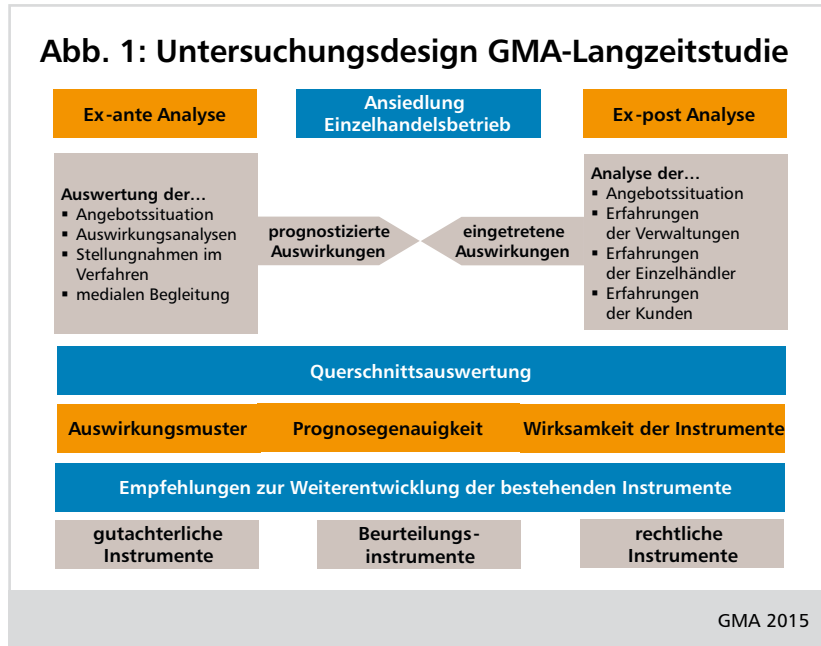 Abb. 1: Untersuchungsdesign GMA-Langzeitstudie
Ex-ante Analyse
Ansiedlung
Einzelhandelsbetrieb
Ex-post Analyse
Auswertung der...
▪ Angebotssituation
▪ Auswirkungsanalysen
▪ Stellungnahmen im
Verfahren
▪ medialen Begleitung
prognostizierte
Auswirkungen
eingetretene
Auswirkungen
Analyse der...
▪ Angebotssituation
▪ Erfahrungen
der Verwaltungen
▪ Erfahrungen
der Einzelhändler
▪ Erfahrungen
der Kunden
Querschnittsauswertung
Auswirkungsmuster
Prognosegenauigkeit
Wirksamkeit der Instrumente
Empfehlungen zur Weiterentwicklung der bestehenden Instrumente
gutachterliche
Instrumente
Beurteilungs-
instrumente
rechtliche
Instrumente
GMA 2015